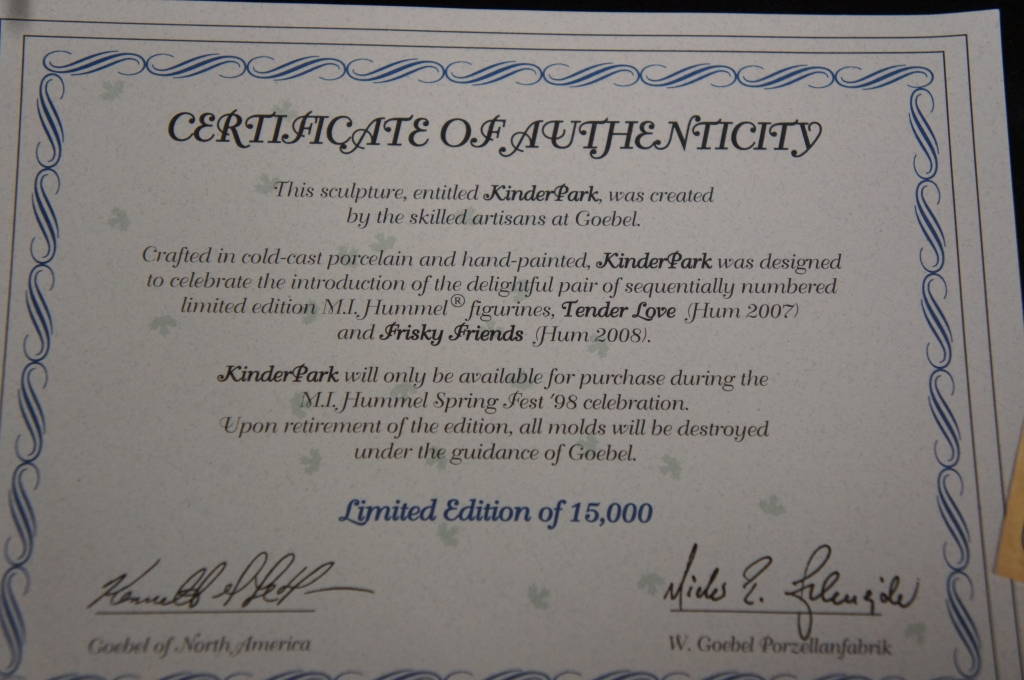 CERTIFICATE OF AUTHENTICITY
This sculpture, entitled KinderPark, was created
by the skilled artisans at Goebel.
Crafted in cold-cast porcelain and hand-painted, KinderPark was designed
to celebrate the introduction of the delightful pair of sequentially numbered
limited edition M.I. Hummel® figurines, Tender Love (Hum 2007)
and Frisky Friends (Hum 2008).
KinderPark will only be available for purchase during the
M.I. Hummel Spring Fest '98 celebration.
Upon retirement of the edition, all molds will be destroyed
under the guidance of Goebel.
Limited Edition of 15,000
Goebel of North America
W. Goebel Porzellanfabrik